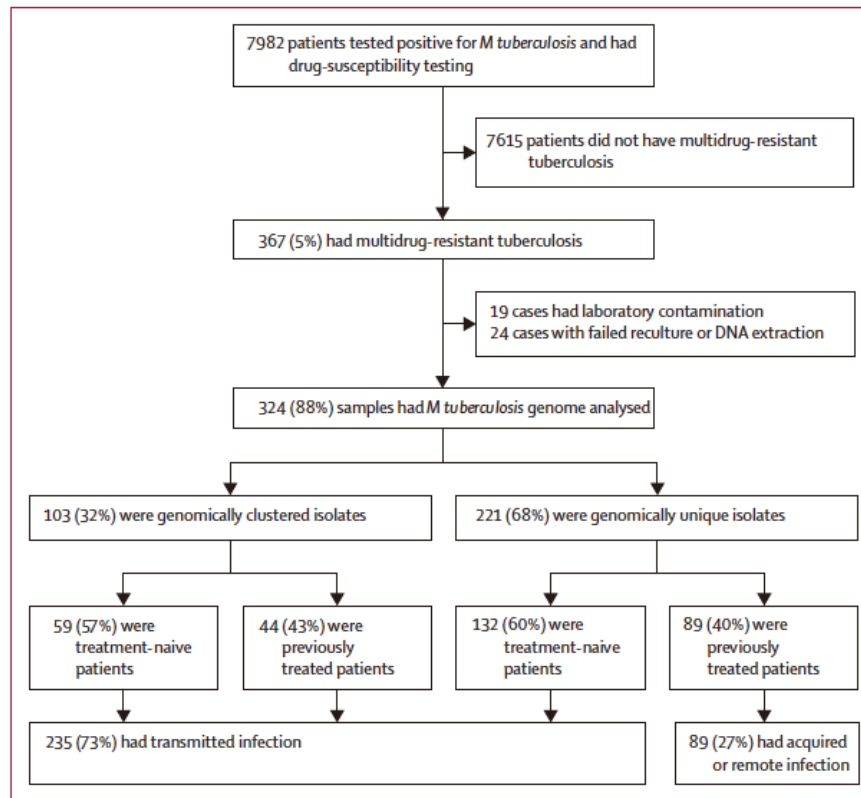 7982 patients tested positive for M tuberculosis and had
drug-susceptibility testing
7615 patients did not have multidrug-resistant
tuberculosis
367 (5%) had multidrug-resistant tuberculosis
19 cases had laboratory contamination
24 cases with failed reculture or DNA extraction
324 (88%) samples had M tuberculosis genome analysed
103 (32%) were genomically clustered isolates
221 (68%) were genomically unique isolates
59 (57%) were
treatment-naive
patients
44 (43%) were
previously
treated patients
132 (60%) were
treatment-naive
patients
89 (40%) were
previously
treated patients
235 (73%) had transmitted infection
89 (27%) had acquired
or remote infection